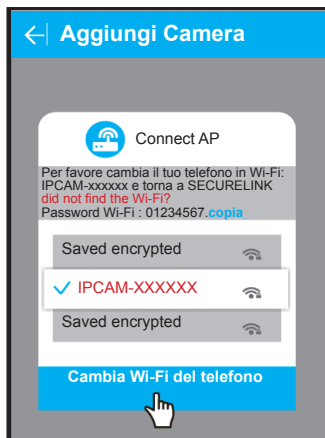 Aggiungi Camera
Connect AP
Per favore cambia il tuo telefono in Wi-Fi:
IPCAM-xxxxxx e torna a SECURELINK
did not find the Wi-Fi?
Password Wi-Fi : 01234567.copia
Saved encrypted
IPCAM-XXXXXX
Saved encrypted
Cambia Wi-Fi del telefono